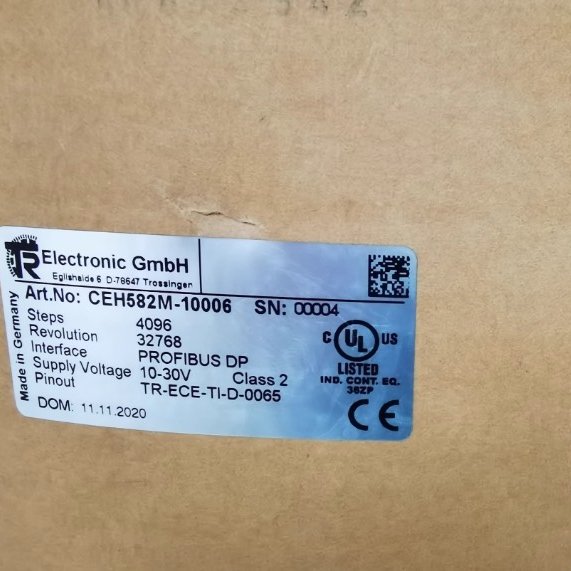 TR Electronic GmbH
Eglishalde 6 D-78647 Trossingen
Made in Germany
Art.No: CEH582M-10006 SN: 00004
Steps 4096
Revolution 32768
Interface PROFIBUS DP
Supply Voltage 10-30V Class 2
Pinout TR-ECE-TI-D-0065
DOM: 11.11.2020
C UL US
LISTED
IND. CONT. EQ.
38ZP
CE